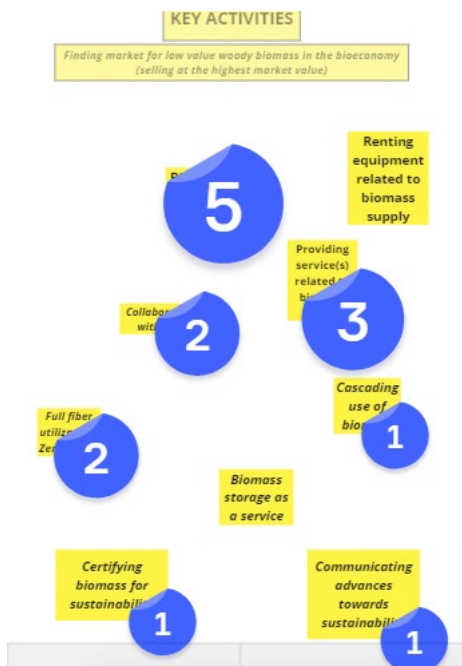 KEY ACTIVITIES
Finding market for low value woody biomass in the bioeconomy
(selling at the highest market value)
5
Renting
equipment
related to
biomass
supply
Providing
service(s)
related
3
2
Cascading
use of
1
Full fiber
2
Biomass
storage as
a service
Certifying
biomass for
1
Communicating
advances
towards
1